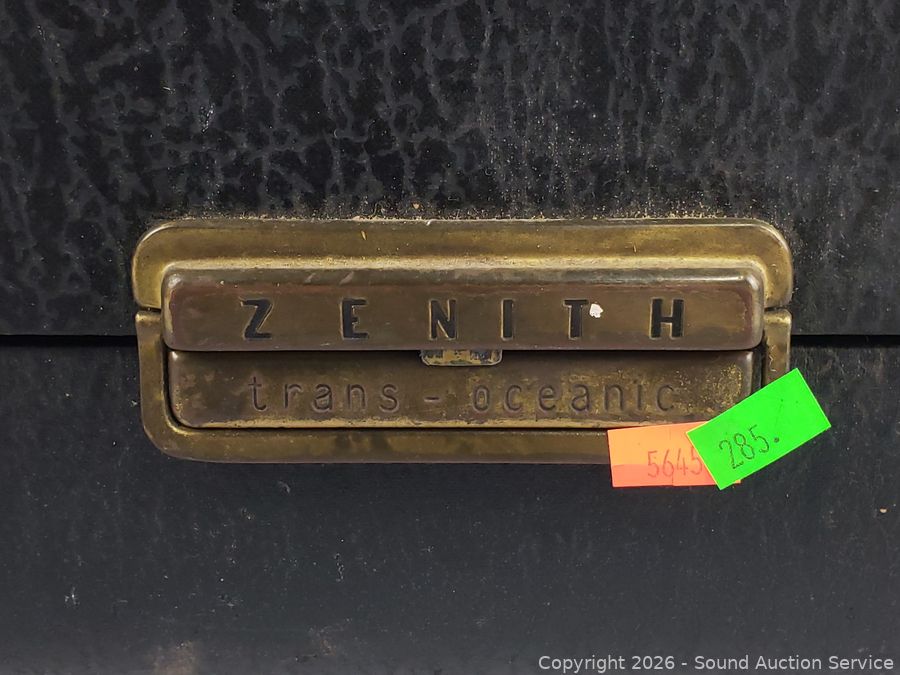 ZENITH
trans - oceanic
5645
285.
Copyright © 2026 - Sound Auction Service